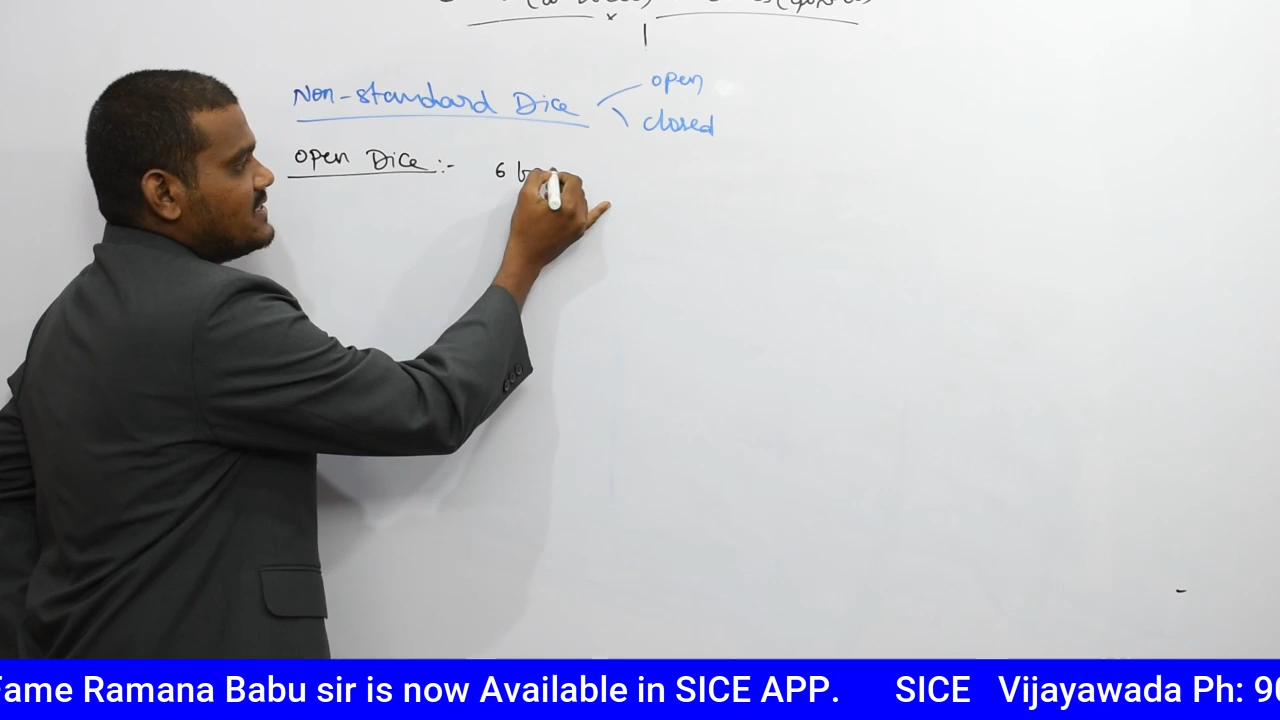 Non-standard Dice
open
closed
open Dice :-
6
Fame Ramana Babu sir is now Available in SICE APP. SICE Vijayawada Ph: 9